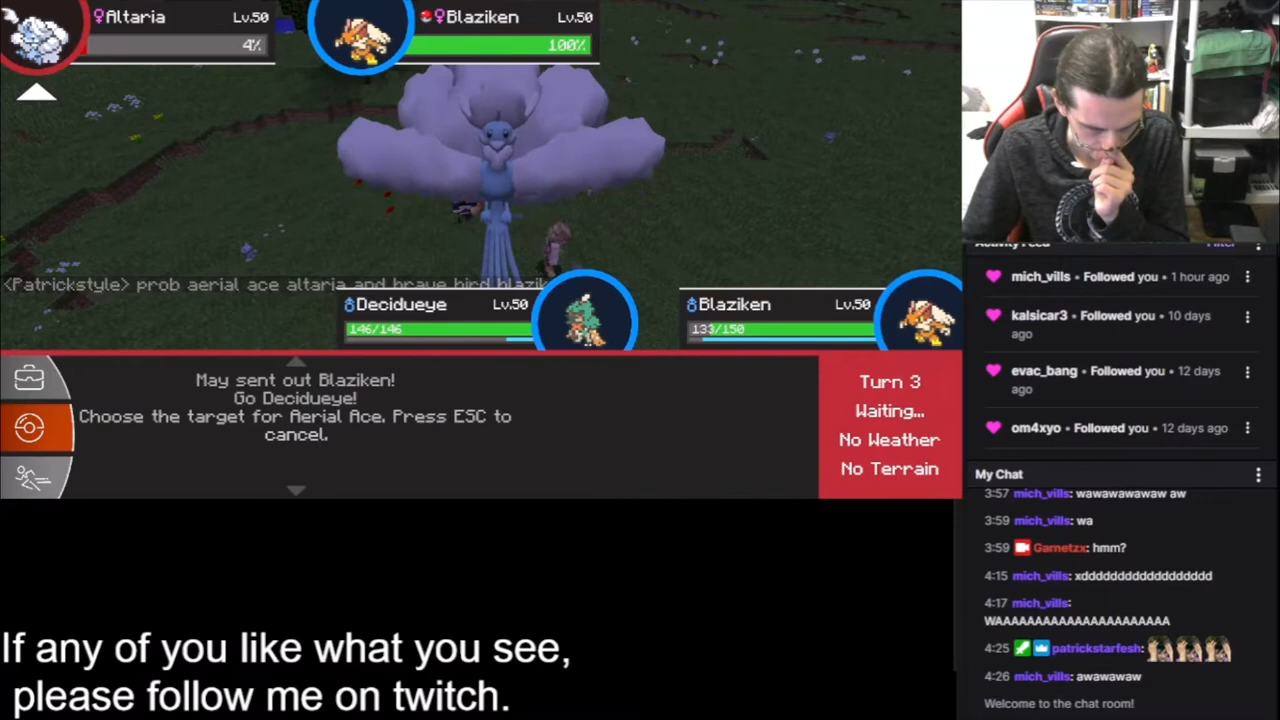 ♀Altaria Lv.50
4%
♀Blaziken Lv.50
100%
<Patrickstyle> prob aerial ace altaria and brave bird blazik
♂Decidueye Lv.50
146/146
♂Blaziken Lv.50
133/150
May sent out Blaziken!
Go Decidueye!
Choose the target for Aerial Ace. Press ESC to
cancel.
Turn 3
Waiting...
No Weather
No Terrain
Activity Feed Filter
mich_vills • Followed you • 1 hour ago
kalsicar3 • Followed you • 10 days
ago
evac_bang • Followed you • 12 days
ago
om4xyo • Followed you • 12 days ago
My Chat
3:57 mich_vills: wawawawawaw aw
3:59 mich_vills: wa
3:59 Garnetzx: hmm?
4:15 mich_vills: xdddddddddddddddddd
4:17 mich_vills:
WAAAAAAAAAAAAAAAAAAAAA
4:25 patrickstarfesh:
4:26 mich_vills: awawawaw
Welcome to the chat room!
If any of you like what you see,
please follow me on twitch.